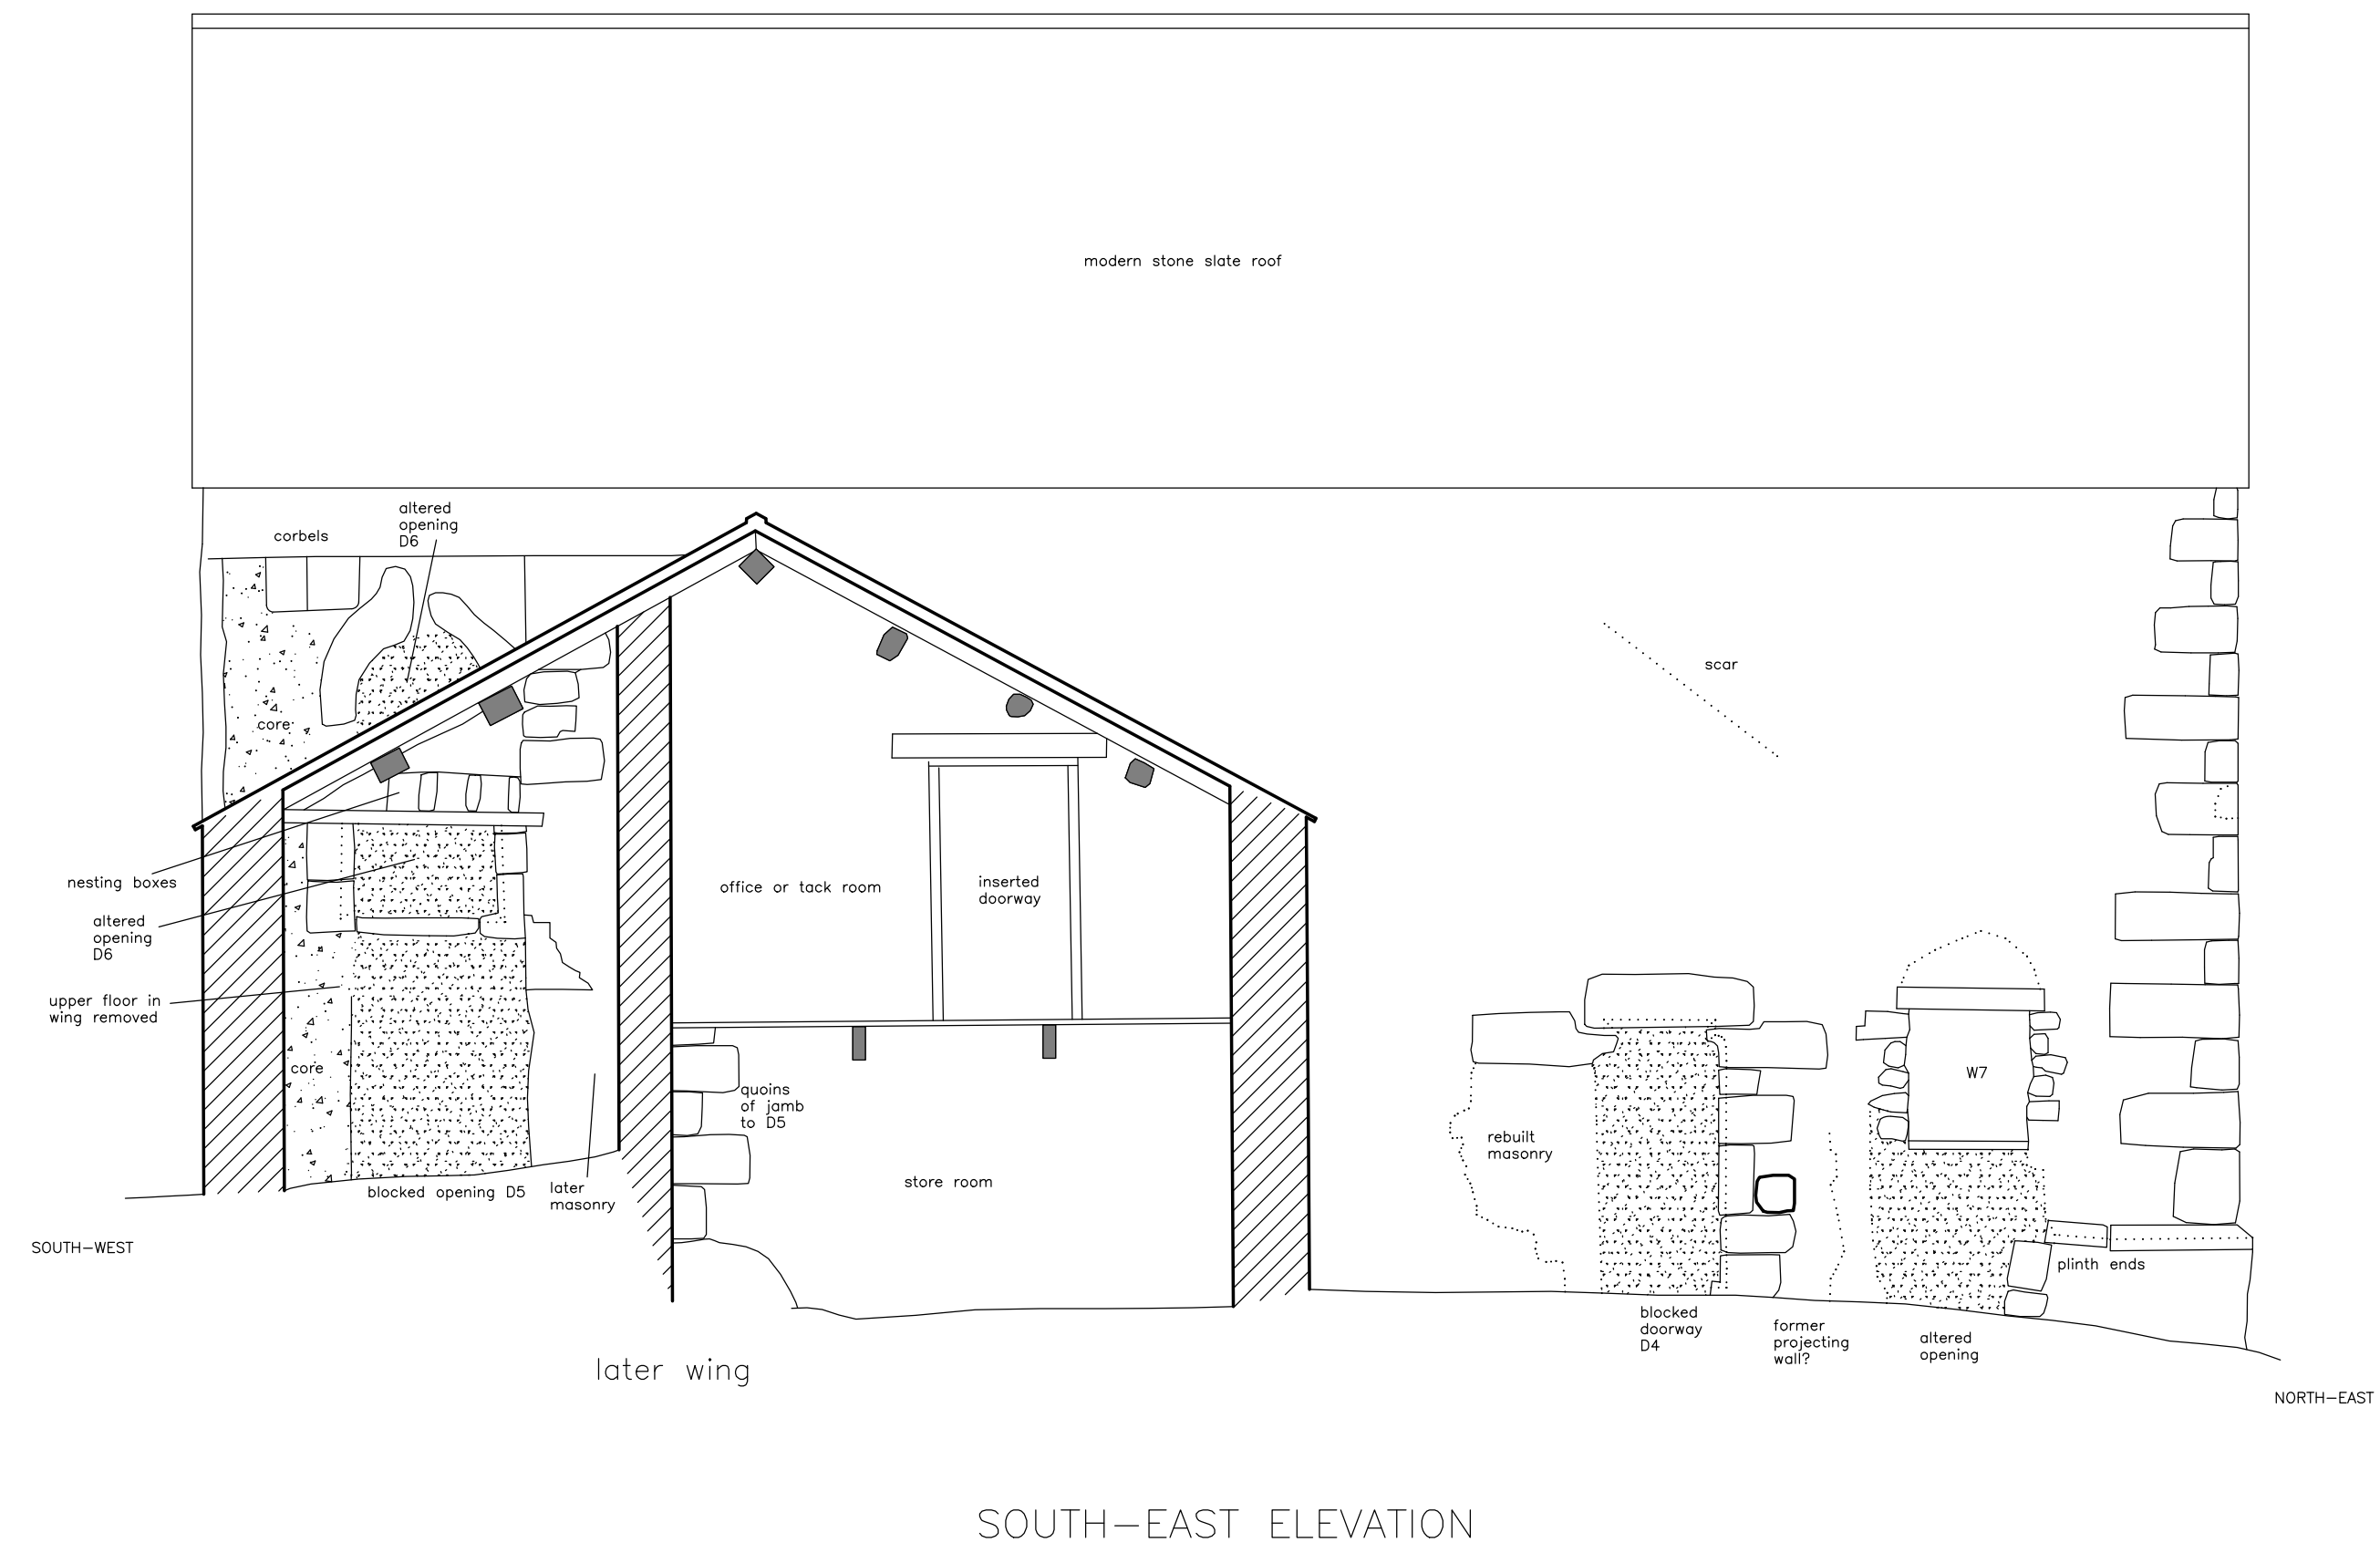 modern stone slate roof
corbels
altered
opening
D6
scar
core
nesting boxes
altered
opening
D6
upper floor in
wing removed
core
office or tack room
inserted
doorway
quoins
of jamb
to D5
store room
blocked opening D5
later
masonry
rebuilt
masonry
W7
plinth ends
blocked
doorway
D4
former
projecting
wall?
altered
opening
SOUTH-WEST
later wing
NORTH-EAST
SOUTH-EAST ELEVATION